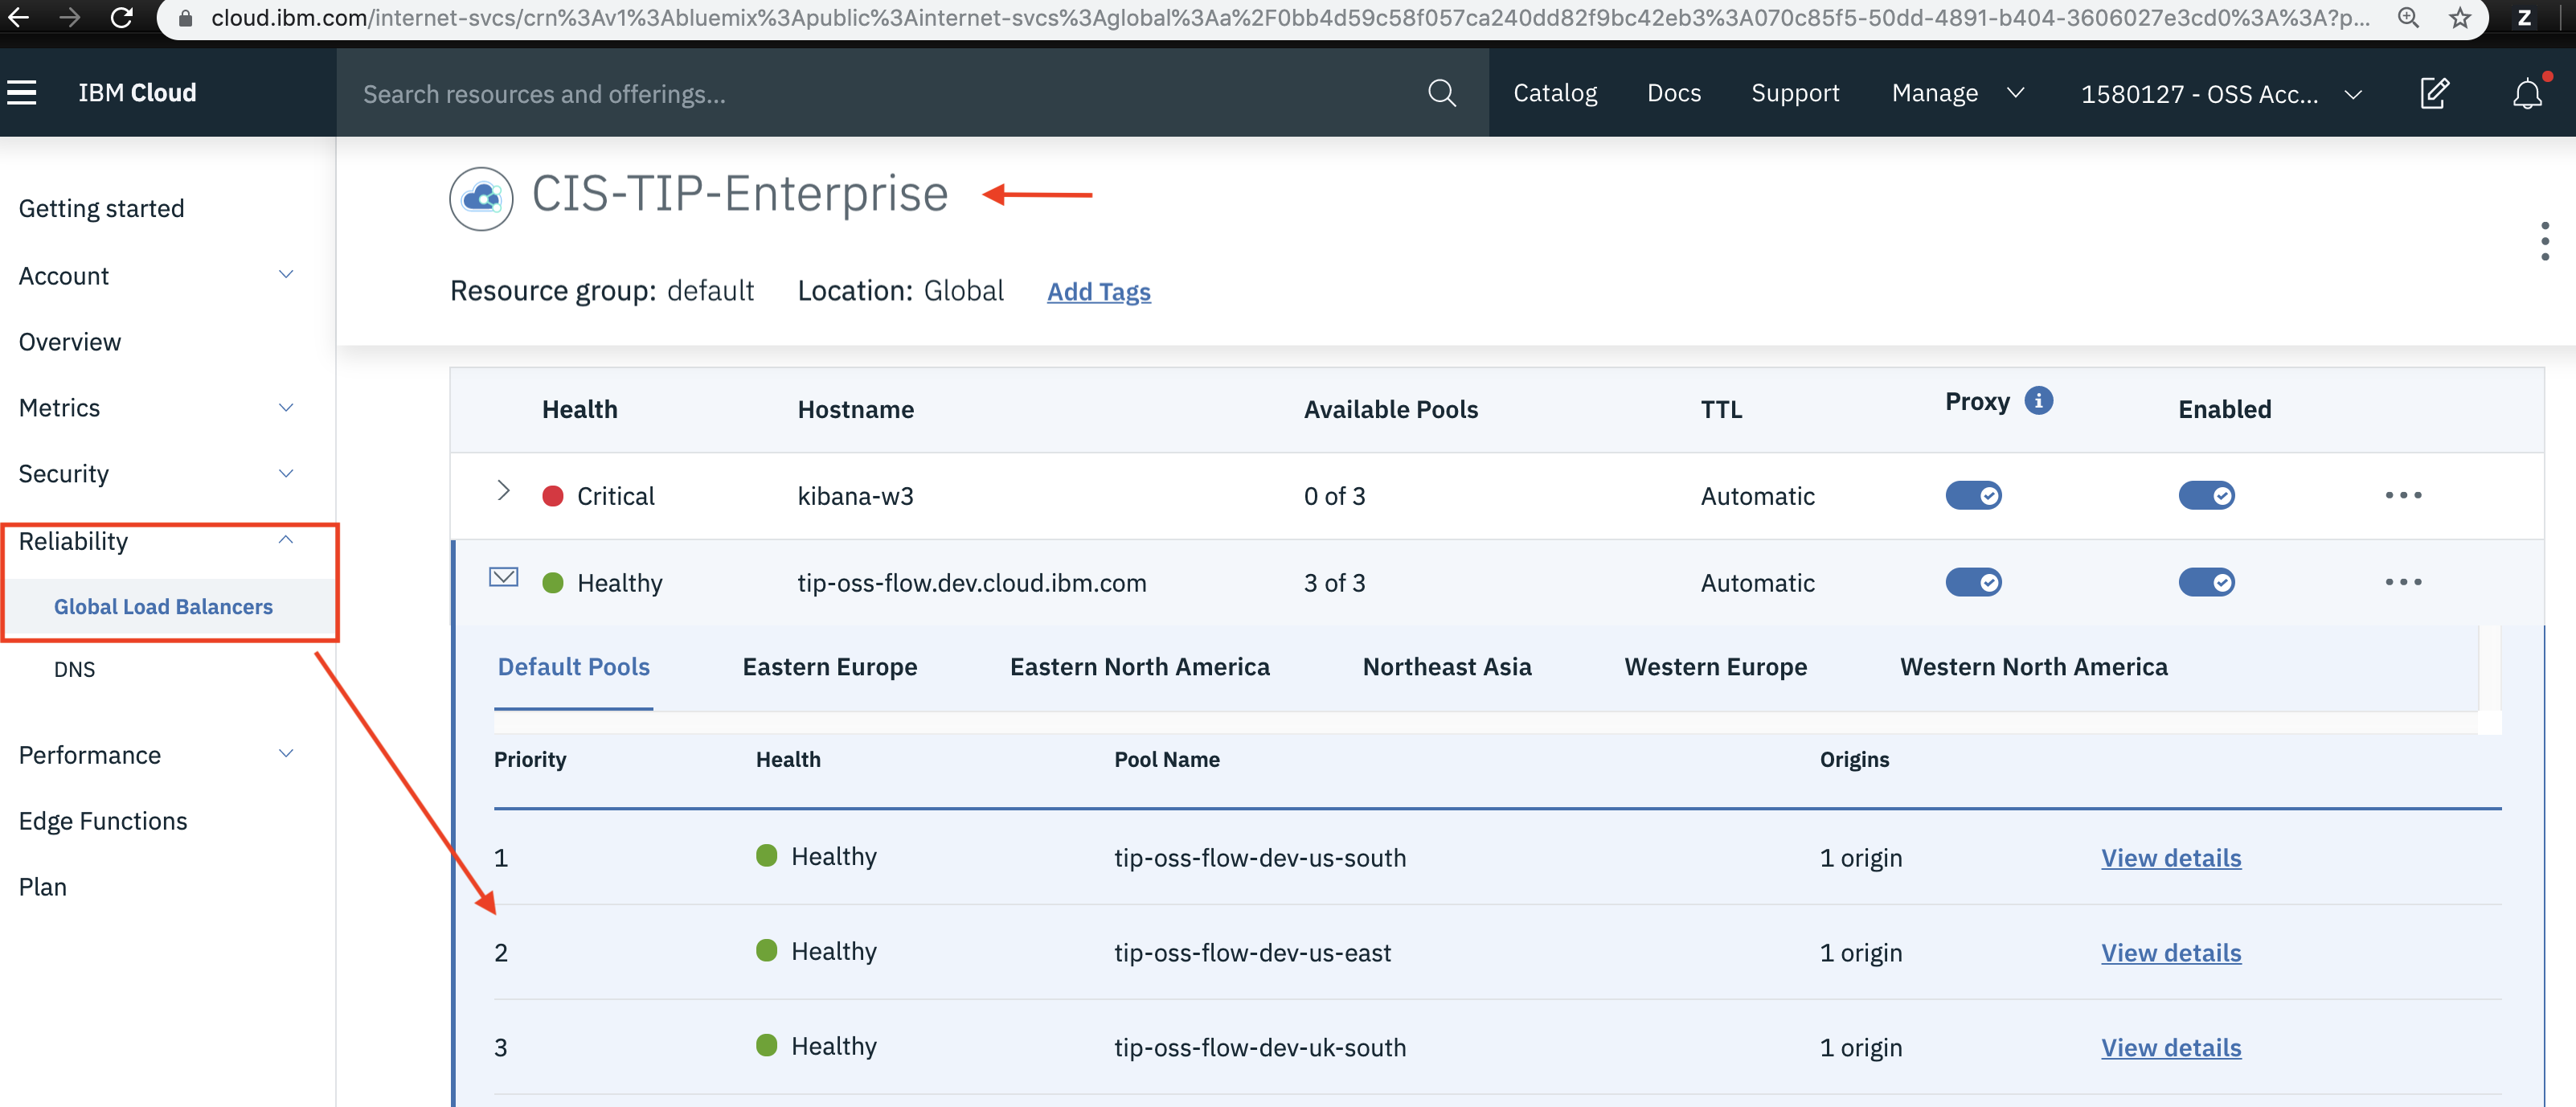 cloud.ibm.com/internet-svcs/crn%3Av1%3Abluemix%3Apublic%3Ainternet-svcs%3Aglobal%3Aa%2F0bb4d59c58f057ca240dd82f9bc42eb3%3A070c85f5-50dd-4891-b404-3606027e3cd0%3A%3A?p...
Z
IBM Cloud
Search resources and offerings...
Catalog
Docs
Support
Manage
1580127 - OSS Acc...
Getting started
Account
Overview
Metrics
Security
Reliability
Global Load Balancers
DNS
Performance
Edge Functions
Plan
CIS-TIP-Enterprise
Resource group: default Location: Global Add Tags
Health Hostname Available Pools TTL Proxy i Enabled
Critical kibana-w3 0 of 3 Automatic
Healthy tip-oss-flow.dev.cloud.ibm.com 3 of 3 Automatic
Default Pools Eastern Europe Eastern North America Northeast Asia Western Europe Western North America
Priority Health Pool Name Origins
1 Healthy tip-oss-flow-dev-us-south 1 origin View details
2 Healthy tip-oss-flow-dev-us-east 1 origin View details
3 Healthy tip-oss-flow-dev-uk-south 1 origin View details